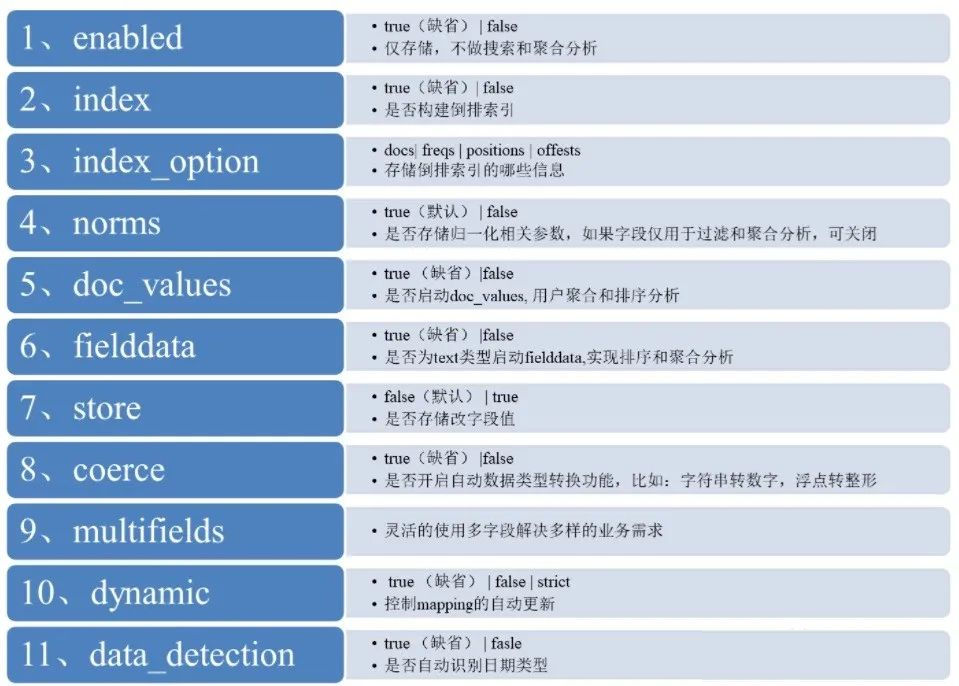 1、enabled
• true（缺省）| false
• 仅存储，不做搜索和聚合分析
2、index
• true（缺省）| false
• 是否构建倒排索引
3、index_option
• docs| freqs | positions | offests
• 存储倒排索引的哪些信息
4、norms
• true（默认）| false
• 是否存储归一化相关参数，如果字段仅用于过滤和聚合分析，可关闭
5、doc_values
• true （缺省）|false
• 是否启动doc_values, 用户聚合和排序分析
6、fielddata
• true（缺省）|false
• 是否为text类型启动fielddata,实现排序和聚合分析
7、store
• false（默认）| true
• 是否存储改字段值
8、coerce
• true（缺省）|false
• 是否开启自动数据类型转换功能，比如：字符串转数字，浮点转整形
9、multifields
• 灵活的使用多字段解决多样的业务需求
10、dynamic
• true （缺省）| false | strict
• 控制mapping的自动更新
11、data_detection
• true（缺省）| fasle
• 是否自动识别日期类型